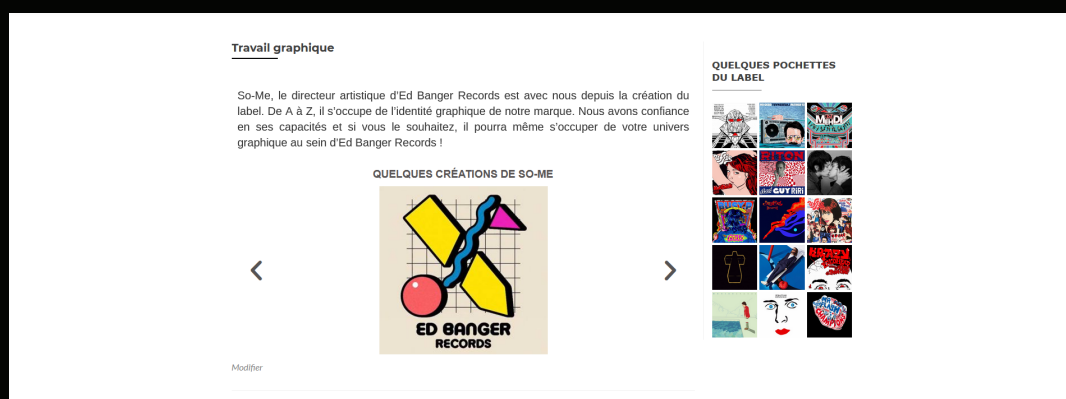 Travail graphique
So-Me, le directeur artistique d'Ed Banger Records est avec nous depuis la création du
label. De A à Z, il s'occupe de l'identité graphique de notre marque. Nous avons confiance
en ses capacités et si vous le souhaitez, il pourra même s'occuper de votre univers
graphique au sein d'Ed Banger Records !
QUELQUES CRÉATIONS DE SO-ME
ED BANGER
RECORDS
Modifier
QUELQUES POCHETTES
DU LABEL
RITON
GUY RIRI